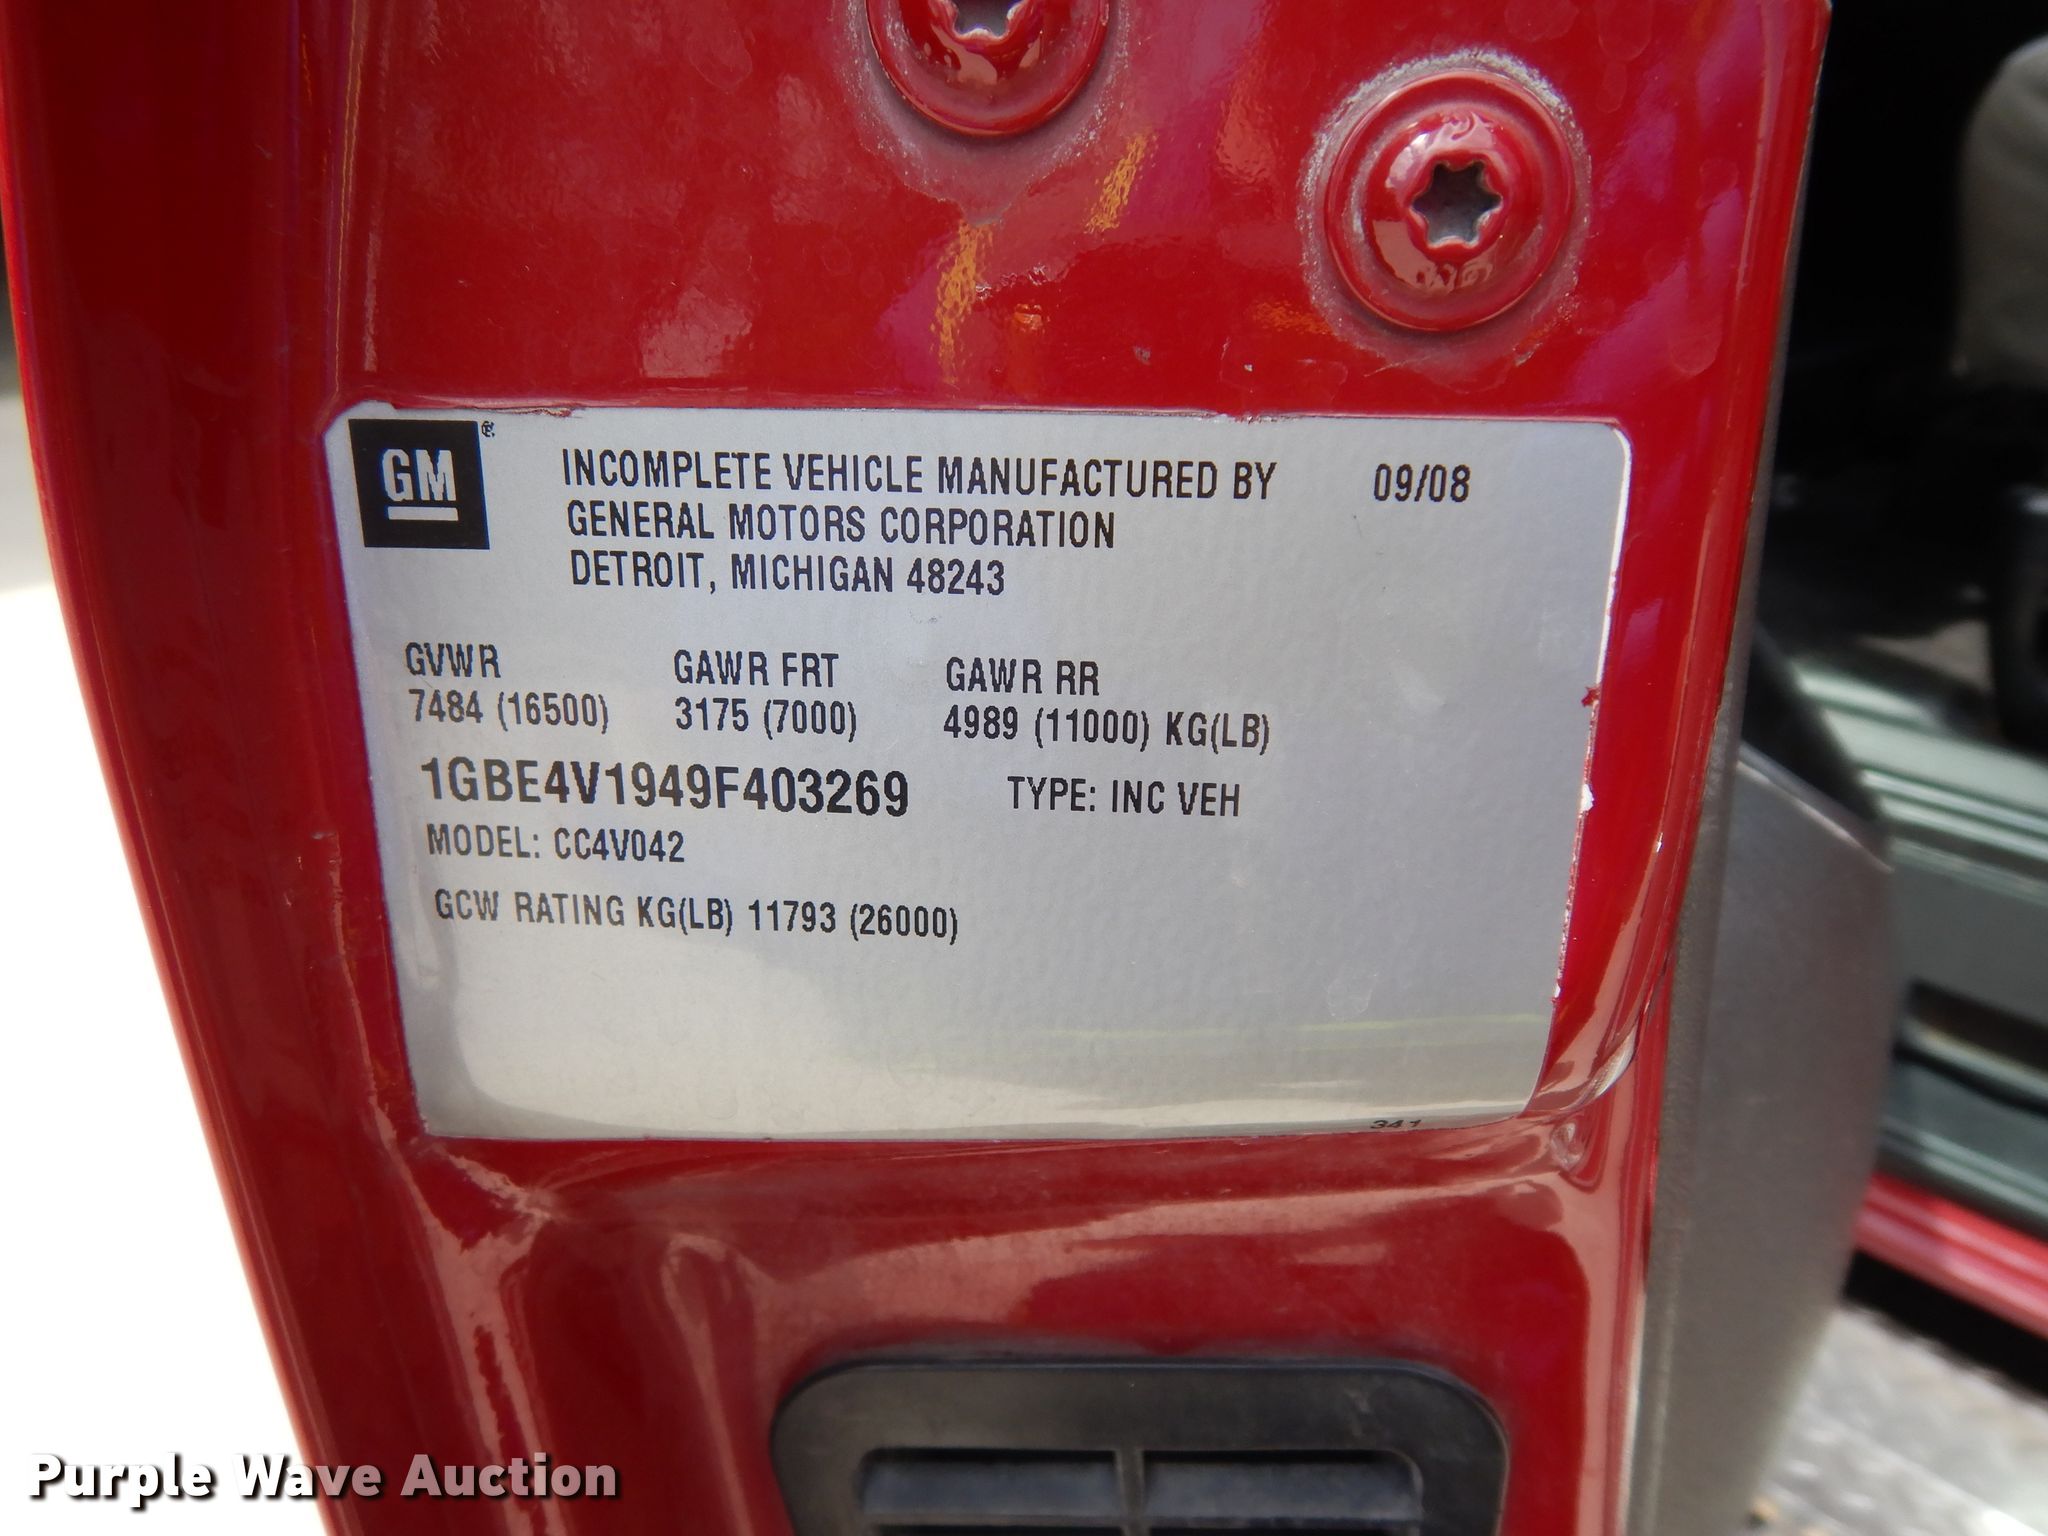 GM®
INCOMPLETE VEHICLE MANUFACTURED BY 09/08
GENERAL MOTORS CORPORATION
DETROIT, MICHIGAN 48243
GVWR GAWR FRT GAWR RR
7484 (16500) 3175 (7000) 4989 (11000) KG(LB)
1GBE4V1949F403269 TYPE: INC VEH
MODEL: CC4V042
GCW RATING KG(LB) 11793 (26000)
341
Purple Wave Auction